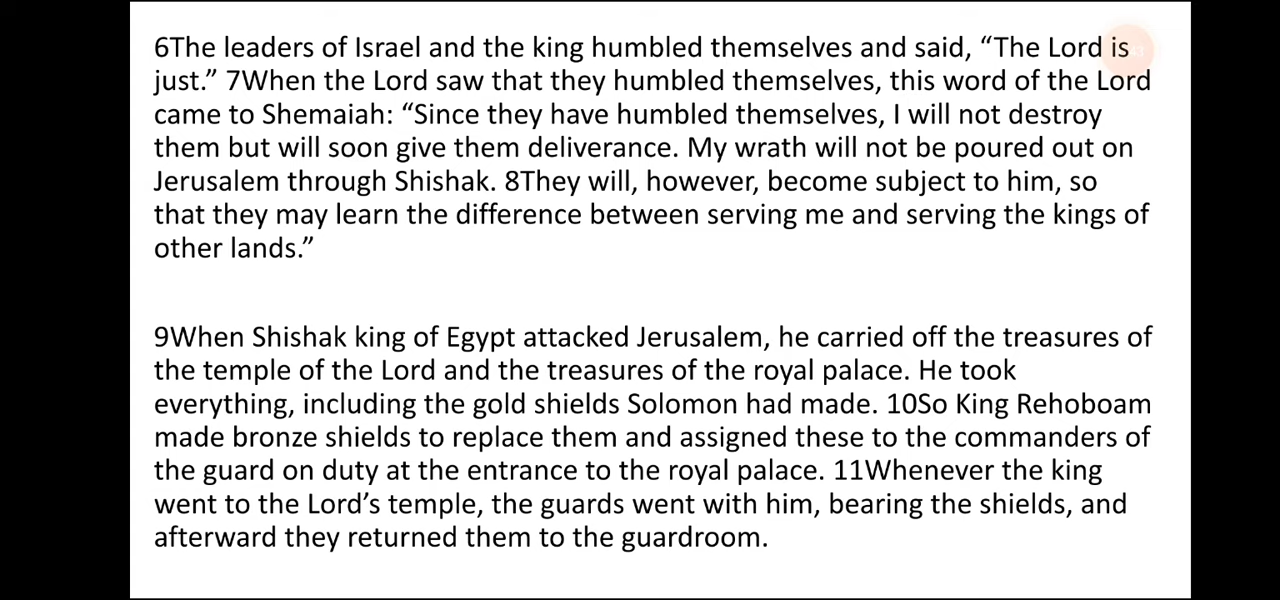 6The leaders of Israel and the king humbled themselves and said, “The Lord is
just.” 7When the Lord saw that they humbled themselves, this word of the Lord
came to Shemaiah: “Since they have humbled themselves, I will not destroy
them but will soon give them deliverance. My wrath will not be poured out on
Jerusalem through Shishak. 8They will, however, become subject to him, so
that they may learn the difference between serving me and serving the kings of
other lands.”
9When Shishak king of Egypt attacked Jerusalem, he carried off the treasures of
the temple of the Lord and the treasures of the royal palace. He took
everything, including the gold shields Solomon had made. 10So King Rehoboam
made bronze shields to replace them and assigned these to the commanders of
the guard on duty at the entrance to the royal palace. 11Whenever the king
went to the Lord’s temple, the guards went with him, bearing the shields, and
afterward they returned them to the guardroom.